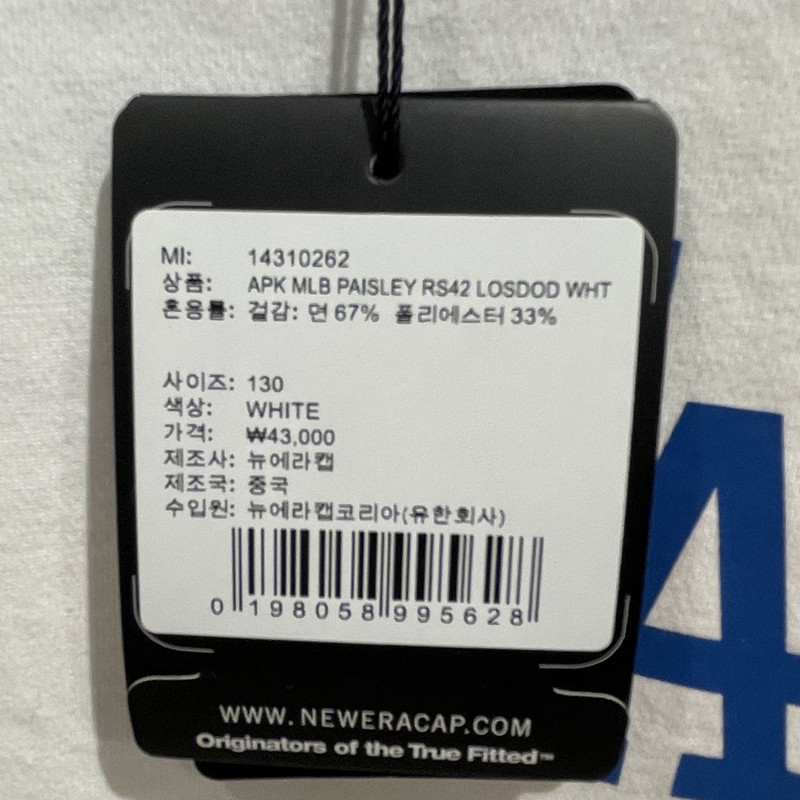 MI: 14310262
상품: APK MLB PAISLEY RS42 LOSDOD WHT
혼용률: 겉감: 면 67% 폴리에스터 33%
사이즈: 130
색상: WHITE
가격: ₩43,000
제조사: 뉴에라캡
제조국: 중국
수입원: 뉴에라캡코리아(유한회사)
0 198058 995628
WWW.NEWERACAP.COM
Originators of the True Fitted™